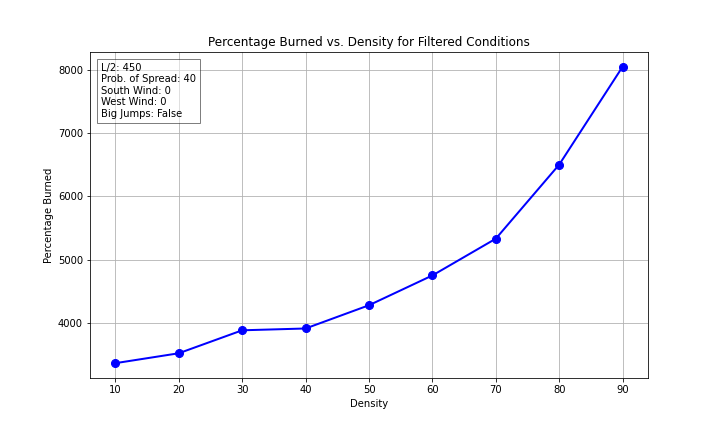 Percentage Burned vs. Density for Filtered Conditions
L/2: 450
Prob. of Spread: 40
South Wind: 0
West Wind: 0
Big Jumps: False
Percentage Burned
8000
7000
6000
5000
4000
10 20 30 40 50 60 70 80 90
Density